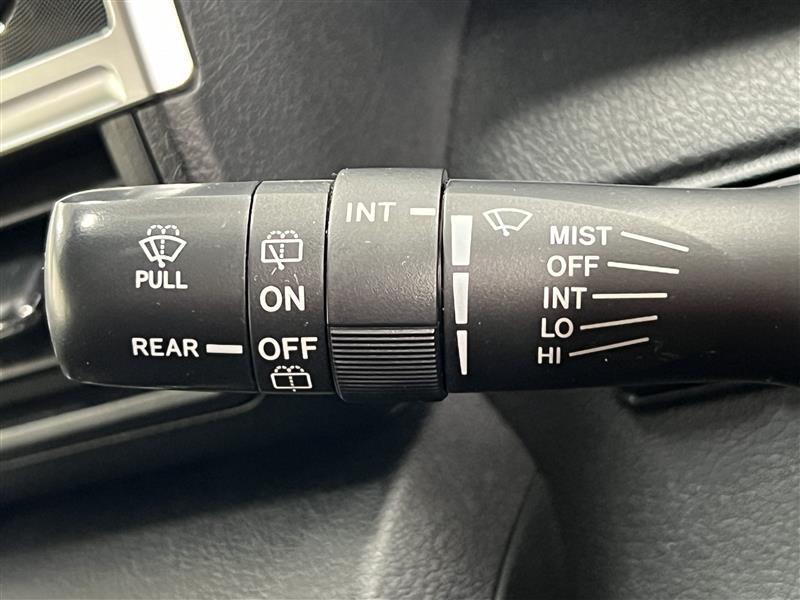 PULL
REAR
ON
OFF
INT
MIST
OFF
INT
LO
HI